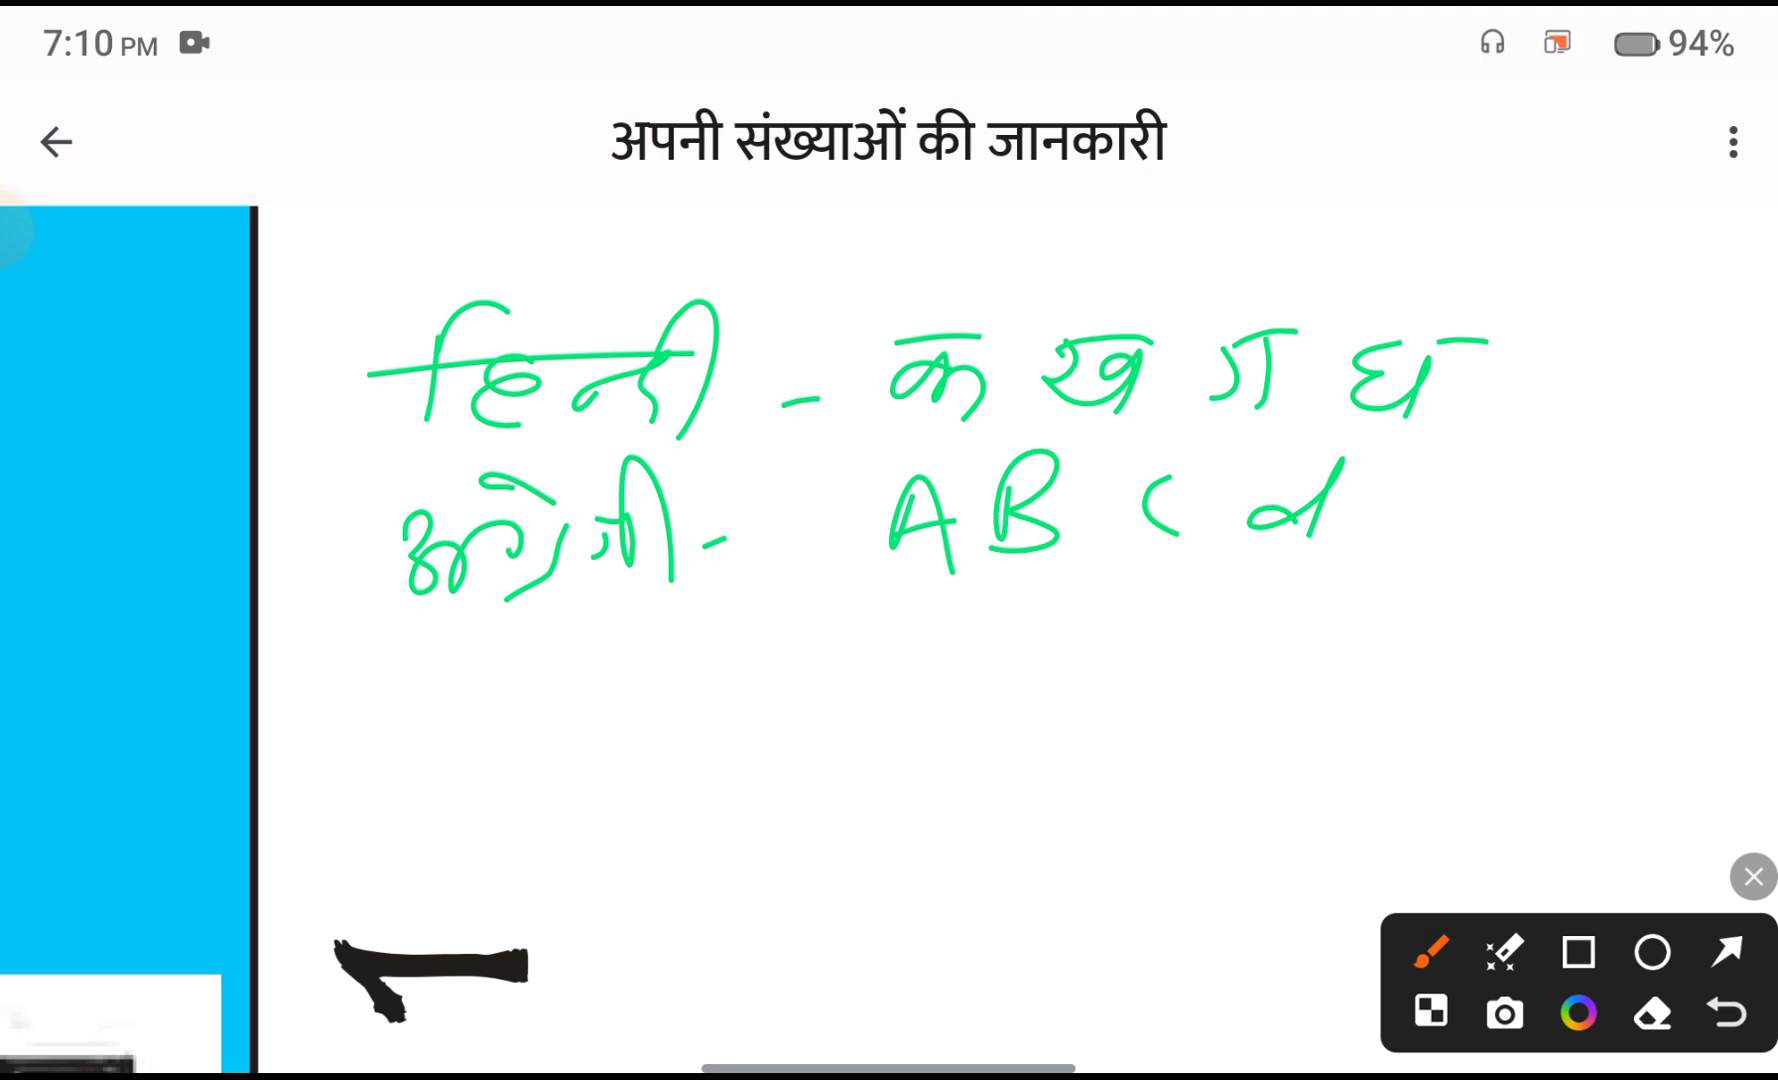 7:10 PM
94%
अपनी संख्याओं की जानकारी
हिन्दी - क ख ग घ
अंग्रेजी - A B C d